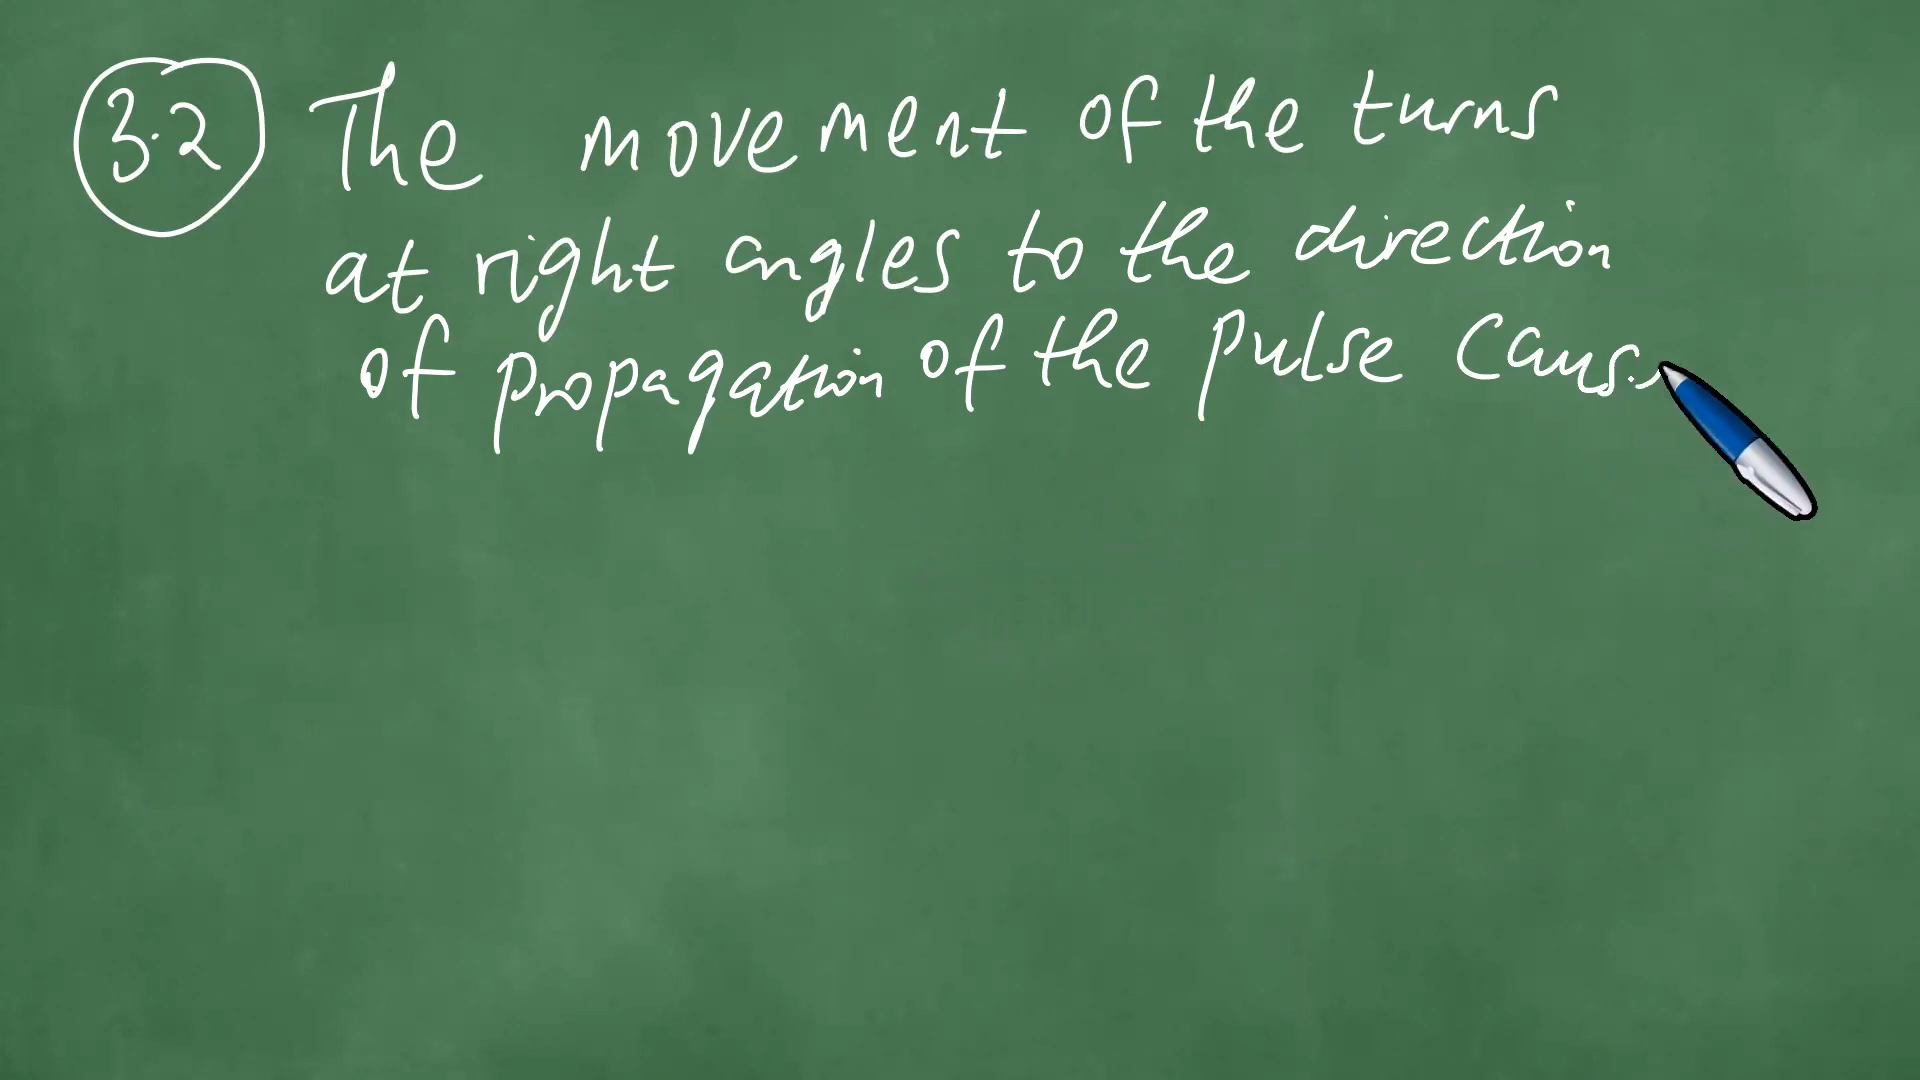 3.2 The movement of the turns
at right angles to the direction
of propagation of the pulse